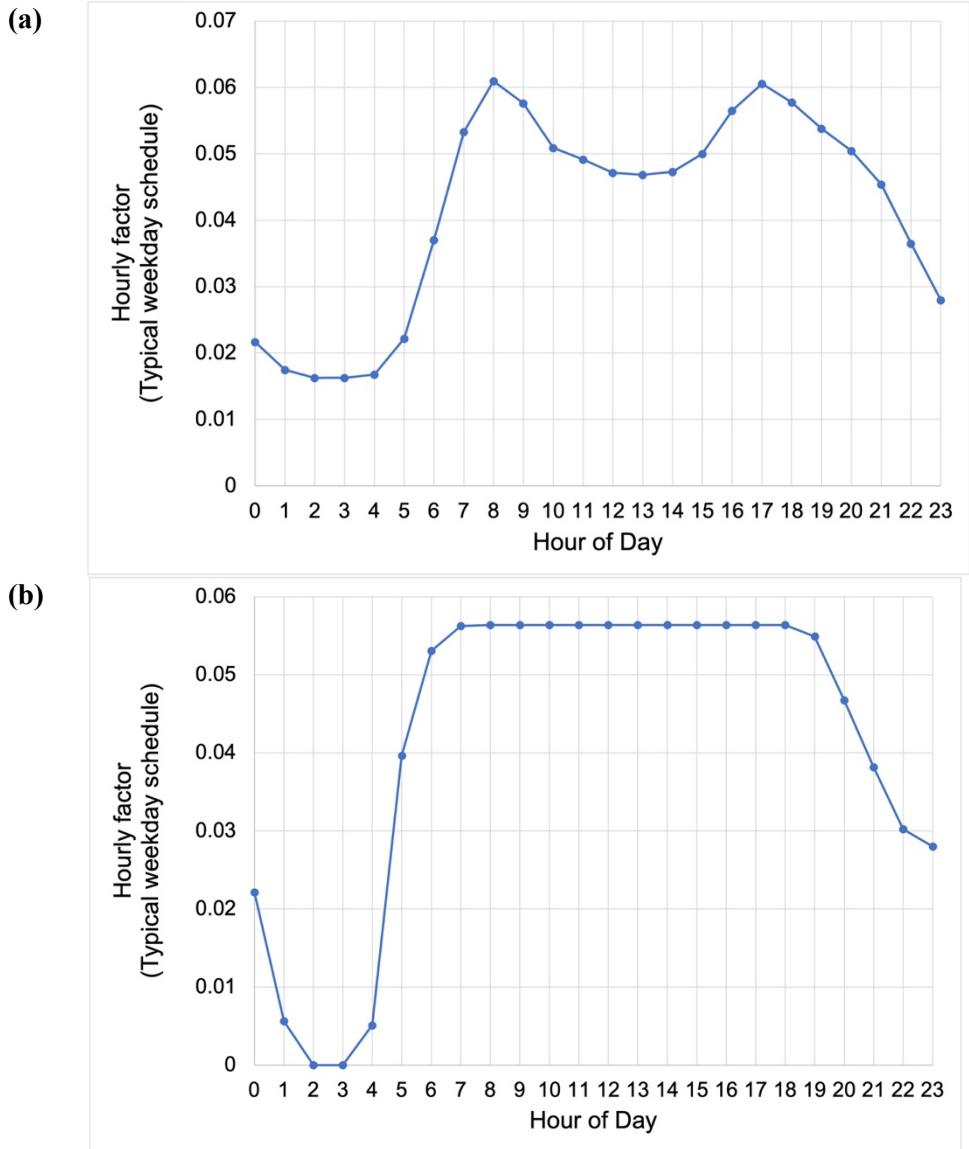 (a)
Hourly factor
(Typical weekday schedule)
0.07
0.06
0.05
0.04
0.03
0.02
0.01
0
0 1 2 3 4 5 6 7 8 9 10 11 12 13 14 15 16 17 18 19 20 21 22 23
Hour of Day
(b)
Hourly factor
(Typical weekday schedule)
0.06
0.05
0.04
0.03
0.02
0.01
0
0 1 2 3 4 5 6 7 8 9 10 11 12 13 14 15 16 17 18 19 20 21 22 23
Hour of Day